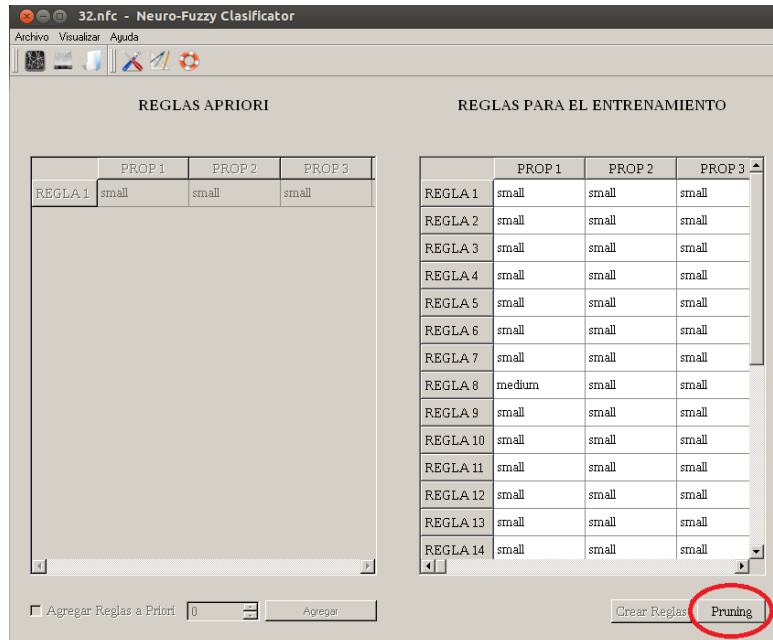 32.nfc - Neuro-Fuzzy Clasificator
Archivo Visualizar Ayuda
REGLAS APRIORI
PROP 1 PROP 2 PROP 3
REGLA 1 small small small
Agregar Reglas a Priori 0 Agregar
REGLAS PARA EL ENTRENAMIENTO
PROP 1 PROP 2 PROP 3
REGLA 1 small small small
REGLA 2 small small small
REGLA 3 small small small
REGLA 4 small small small
REGLA 5 small small small
REGLA 6 small small small
REGLA 7 small small small
REGLA 8 medium small small
REGLA 9 small small small
REGLA 10 small small small
REGLA 11 small small small
REGLA 12 small small small
REGLA 13 small small small
REGLA 14 small small small
Crear Reglas Pruning